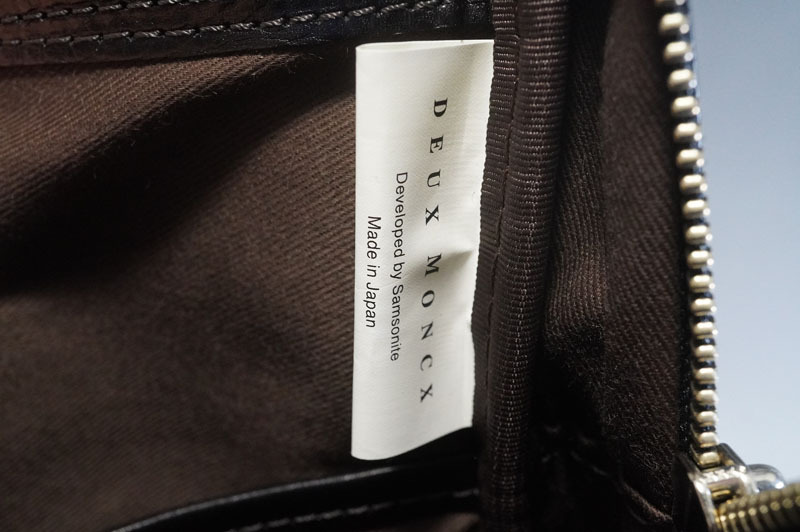 DEUX MONCX
Developed by Samsonite
Made in Japan